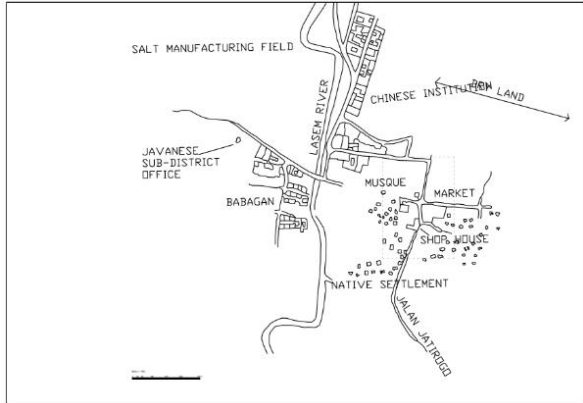 SALT MANUFACTURING FIELD
LASEM RIVER
CHINESE INSTITUTION
LAND
JAVANESE
SUB-DISTRICT
OFFICE
MUSQUE
MARKET
BABAGAN
SHOP HOUSE
NATIVE SETTLEMENT
JALAN JATIROGO